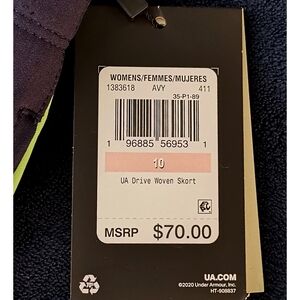 WOMENS/FEMMES/MUJERES
1383618 AVY 411
35-P1-89
1 96885 56953 1
10
UA Drive Woven Skort
MSRP $70.00
UA.COM
©2020 Under Armour, Inc.
HT-908837